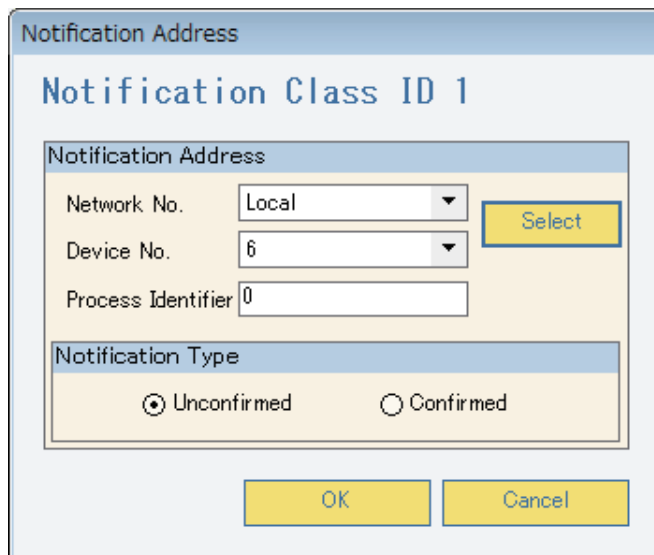 Notification Address
Notification Class ID 1
Notification Address
Network No. Local
Select
Device No. 6
Process Identifier 0
Notification Type
Unconfirmed Confirmed
OK Cancel